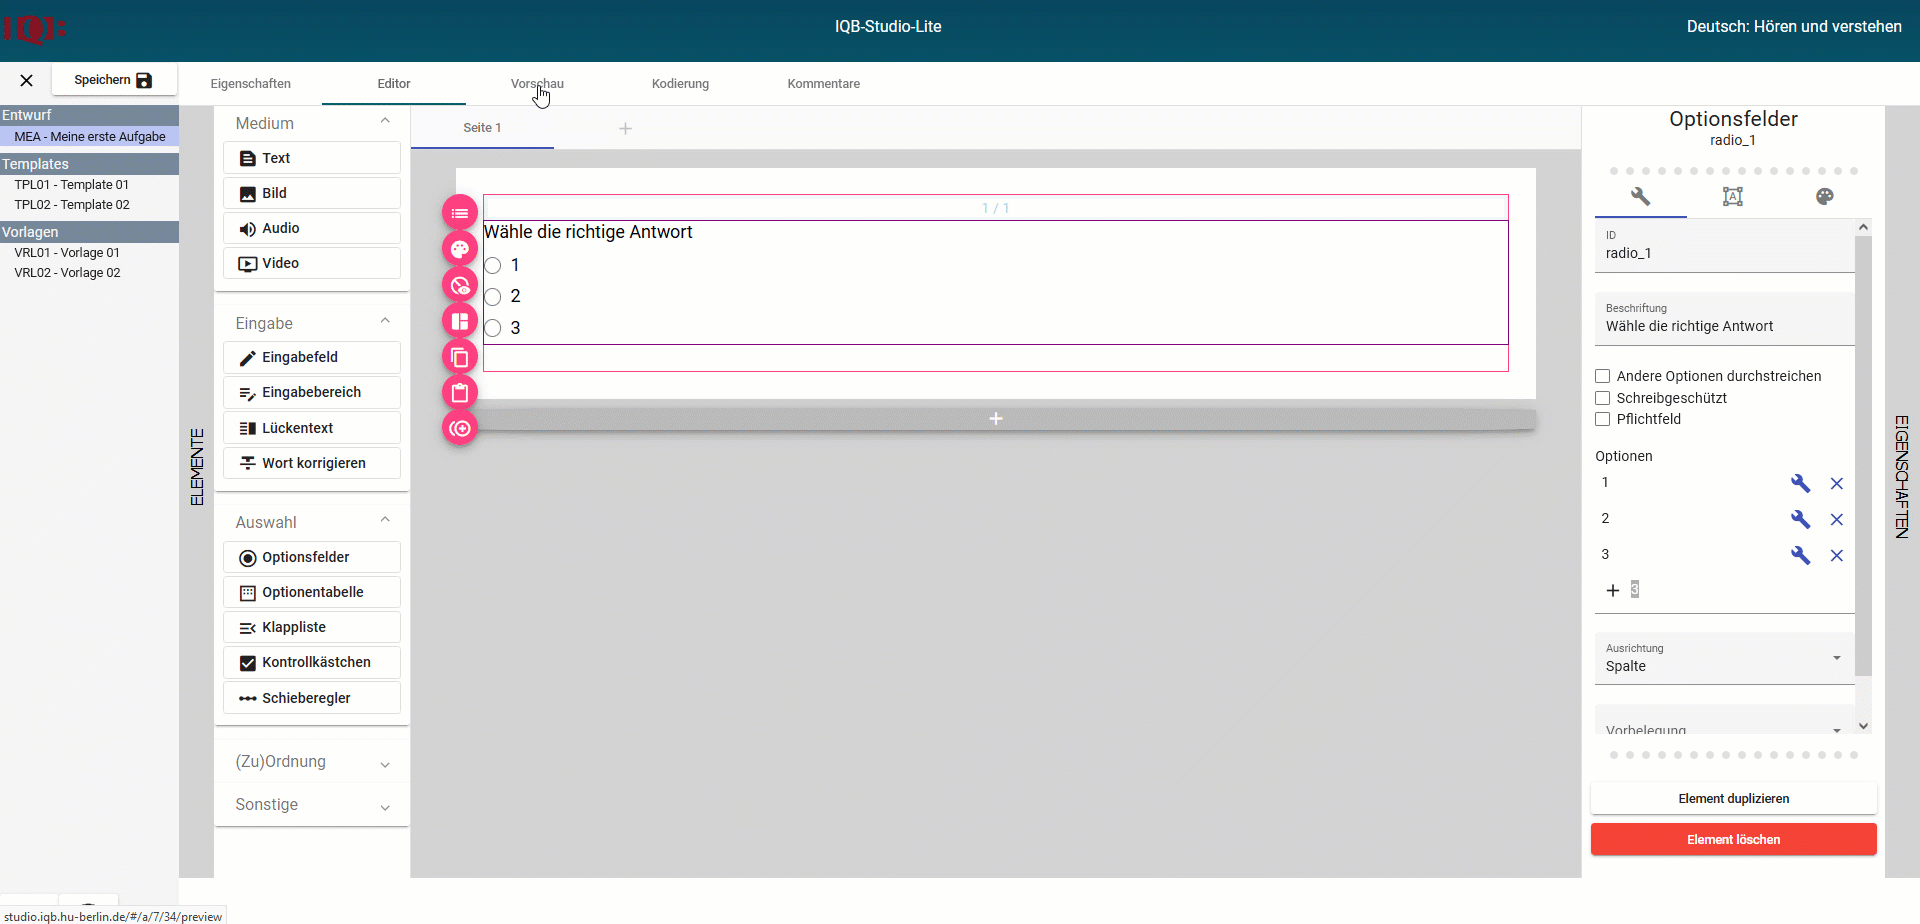 IQB
IQB-Studio-Lite
Deutsch: Hören und verstehen
Speichern
Eigenschaften
Editor
Vorschau
Kodierung
Kommentare
Entwurf
MEA - Meine erste Aufgabe
Templates
TPL01 - Template 01
TPL02 - Template 02
Vorlagen
VRL01 - Vorlage 01
VRL02 - Vorlage 02
ELEMENTE
Medium
Text
Bild
Audio
Video
Eingabe
Eingabefeld
Eingabebereich
Lückentext
Wort korrigieren
Auswahl
Optionsfelder
Optionentabelle
Klappliste
Kontrollkästchen
Schieberegler
(Zu)Ordnung
Sonstige
Seite 1
1 / 1
Wähle die richtige Antwort
1
2
3
Optionsfelder
radio_1
ID
radio_1
Beschriftung
Wähle die richtige Antwort
Andere Optionen durchstreichen
Schreibgeschützt
Pflichtfeld
Optionen
1
2
3
3
Ausrichtung
Spalte
Vorbelegung
Element duplizieren
Element löschen
EIGENSCHAFTEN
studio.iqb.hu-berlin.de/#/a/7/34/preview